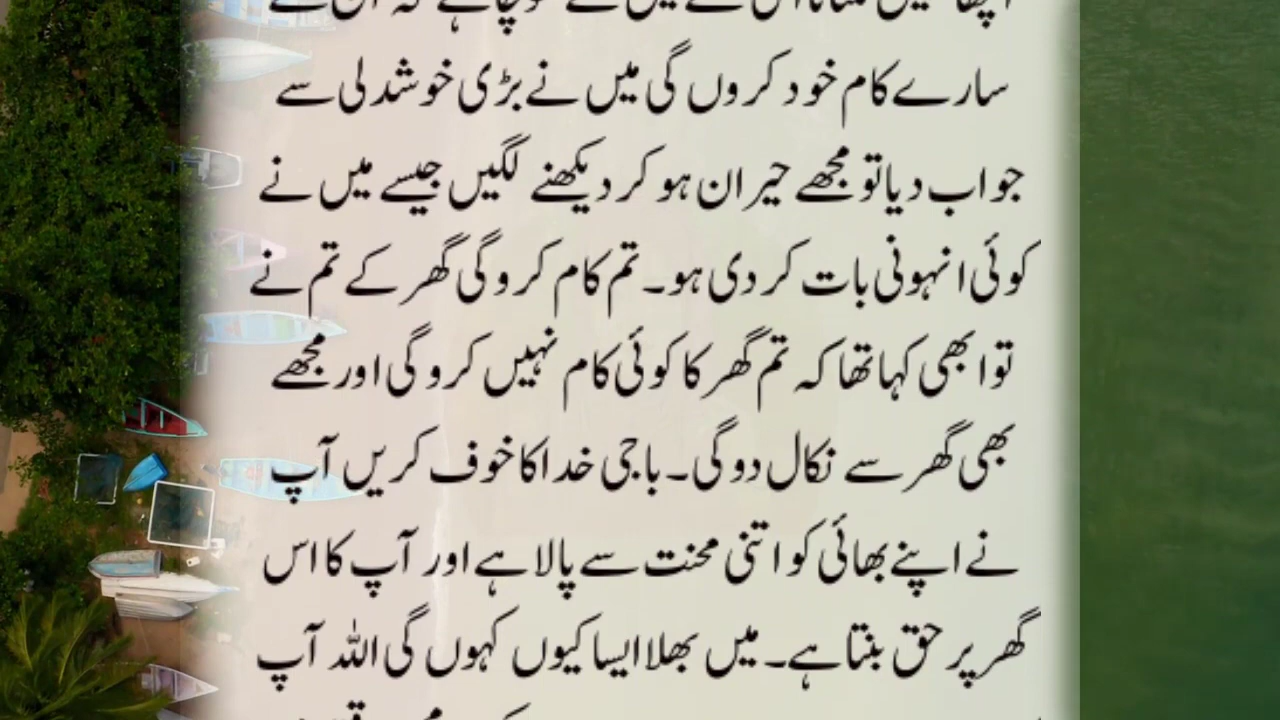 سارے کام خود کروں گی میں نے بڑی خوشدلی سے
جواب دیا تو مجھے حیران ہو کر دیکھنے لگیں جیسے میں نے
کوئی انہونی بات کر دی ہو۔ تم کام کرو گی گھر کے تم نے
تو ابھی کہا تھا کہ تم گھر کا کوئی کام نہیں کرو گی اور مجھے
بھی گھر سے نکال دو گی۔ باجی خدا کا خوف کریں آپ
نے اپنے بھائی کو اتنی محنت سے پالا ہے اور آپ کا اس
گھر پر حق بنتا ہے۔ میں بھلا ایسا کیوں کہوں گی اللہ آپ